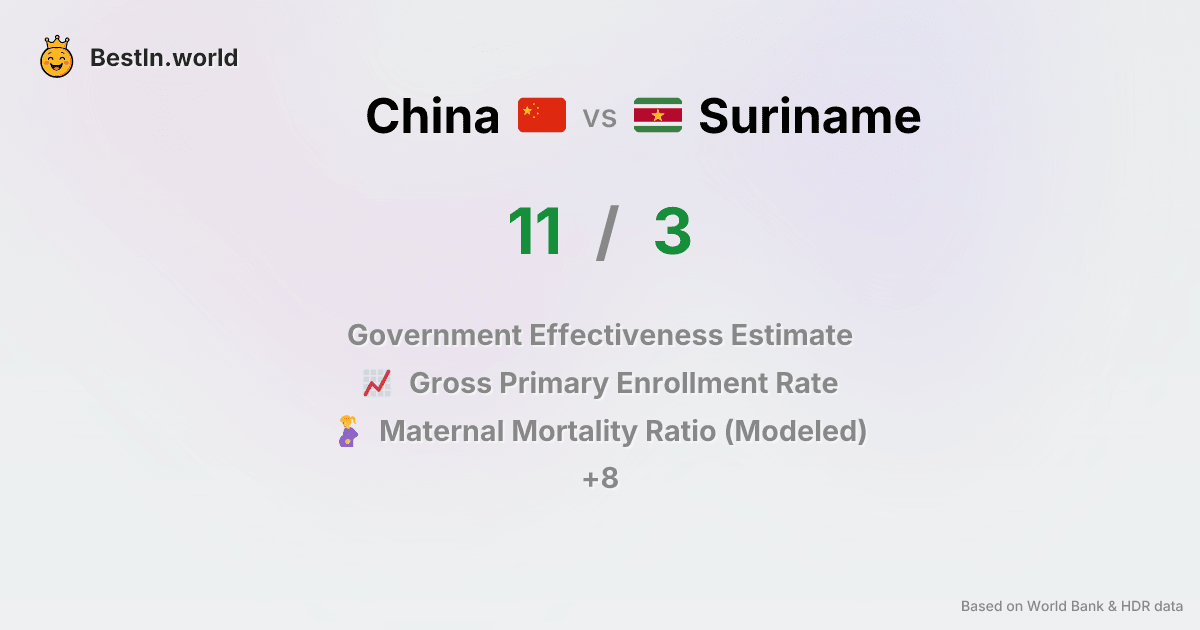 BestIn.world
China vs Suriname
11 / 3
Government Effectiveness Estimate
Gross Primary Enrollment Rate
Maternal Mortality Ratio (Modeled)
+8
Based on World Bank & HDR data